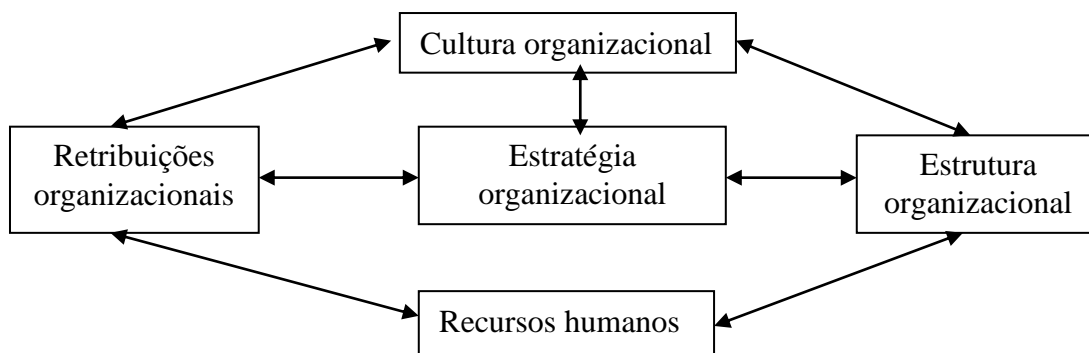 Cultura organizacional
Retribuições
organizacionais
Estratégia
organizacional
Estrutura
organizacional
Recursos humanos